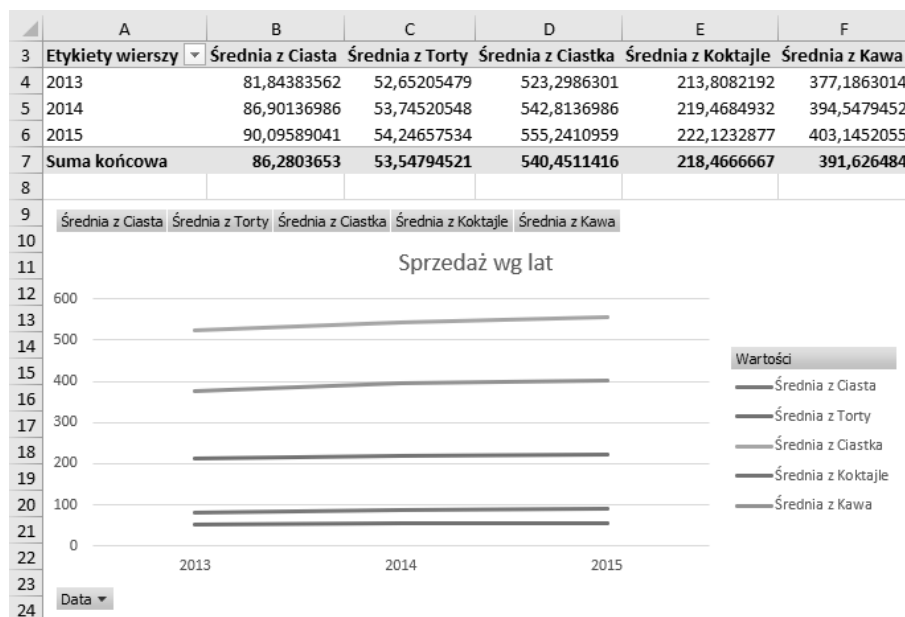 A B C D E F
3 Etykiety wierszy Średnia z Ciasta Średnia z Torty Średnia z Ciastka Średnia z Koktajle Średnia z Kawa
4 2013 81,84383562 52,65205479 523,2986301 213,8082192 377,1863014
5 2014 86,90136986 53,74520548 542,8136986 219,4684932 394,5479452
6 2015 90,09589041 54,24657534 555,2410959 222,1232877 403,1452055
7 Suma końcowa 86,2803653 53,54794521 540,4511416 218,4666667 391,626484
8
9 Średnia z Ciasta Średnia z Torty Średnia z Ciastka Średnia z Koktajle Średnia z Kawa
10
11 Sprzedaż wg lat
12 600
13
14 500
15 400
16
17 300
18 200
19
20 100
21 0
22 2013 2014 2015
23
24 Data
Wartości
Średnia z Ciasta
Średnia z Torty
Średnia z Ciastka
Średnia z Koktajle
Średnia z Kawa